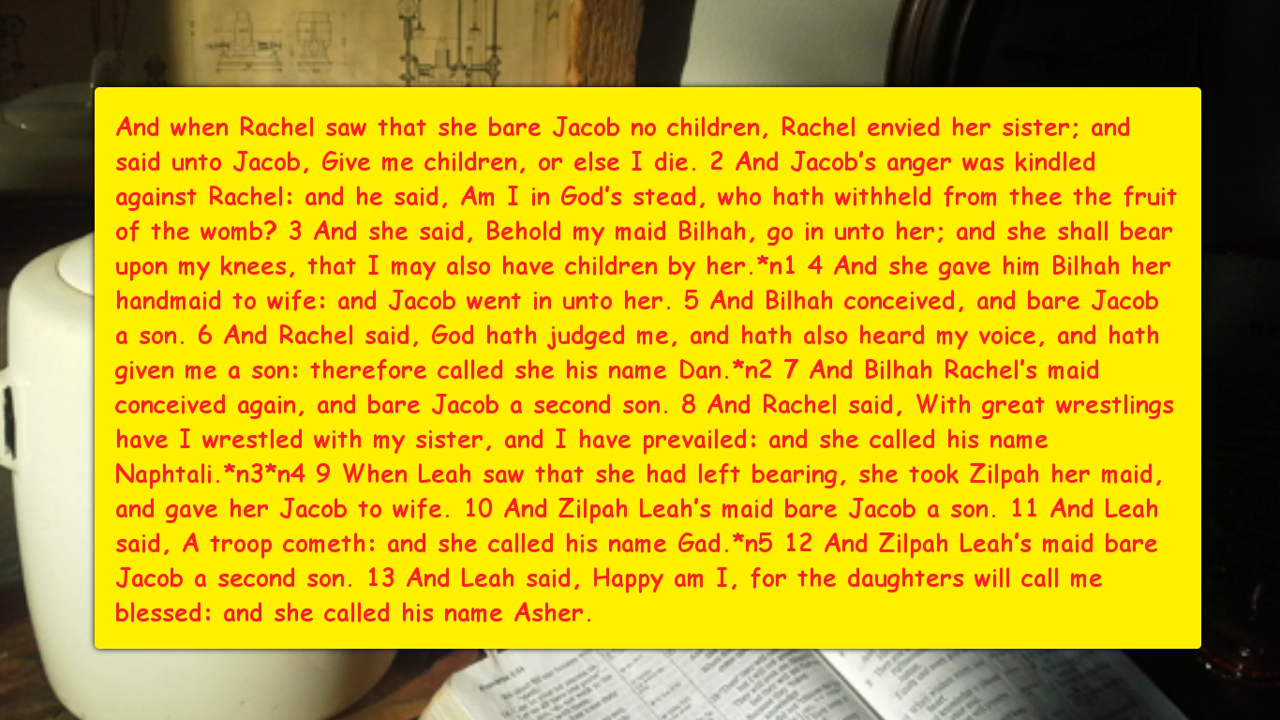 And when Rachel saw that she bare Jacob no children, Rachel envied her sister; and
said unto Jacob, Give me children, or else I die. 2 And Jacob's anger was kindled
against Rachel: and he said, Am I in God's stead, who hath withheld from thee the fruit
of the womb? 3 And she said, Behold my maid Bilhah, go in unto her; and she shall bear
upon my knees, that I may also have children by her.*n1 4 And she gave him Bilhah her
handmaid to wife: and Jacob went in unto her. 5 And Bilhah conceived, and bare Jacob
a son. 6 And Rachel said, God hath judged me, and hath also heard my voice, and hath
given me a son: therefore called she his name Dan.*n2 7 And Bilhah Rachel's maid
conceived again, and bare Jacob a second son. 8 And Rachel said, With great wrestlings
have I wrestled with my sister, and I have prevailed: and she called his name
Naphtali.*n3*n4 9 When Leah saw that she had left bearing, she took Zilpah her maid,
and gave her Jacob to wife. 10 And Zilpah Leah's maid bare Jacob a son. 11 And Leah
said, A troop cometh: and she called his name Gad.*n5 12 And Zilpah Leah's maid bare
Jacob a second son. 13 And Leah said, Happy am I, for the daughters will call me
blessed: and she called his name Asher.